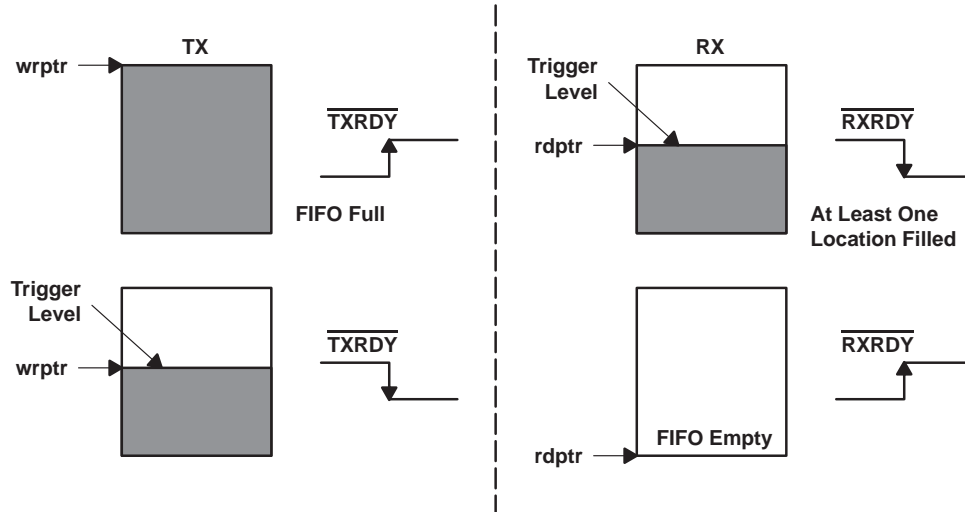 TX
wrptr
TXRDY
FIFO Full
Trigger
Level
wrptr
TXRDY
RX
Trigger
Level
rdptr
RXRDY
At Least One
Location Filled
RXRDY
FIFO Empty
rdptr